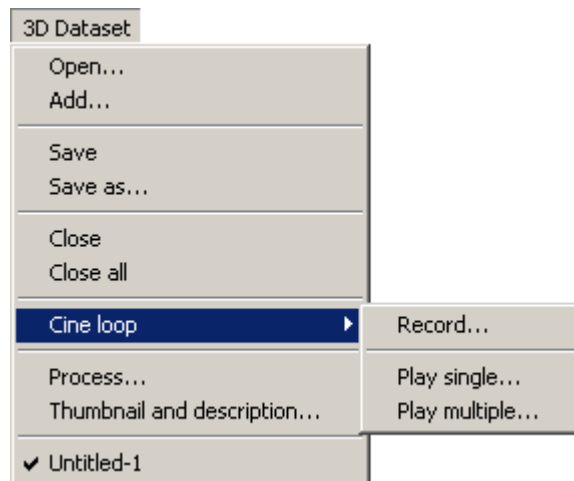 3D Dataset
Open...
Add...
Save
Save as...
Close
Close all
Cine loop
Record...
Process...
Play single...
Thumbnail and description...
Play multiple...
Untitled-1